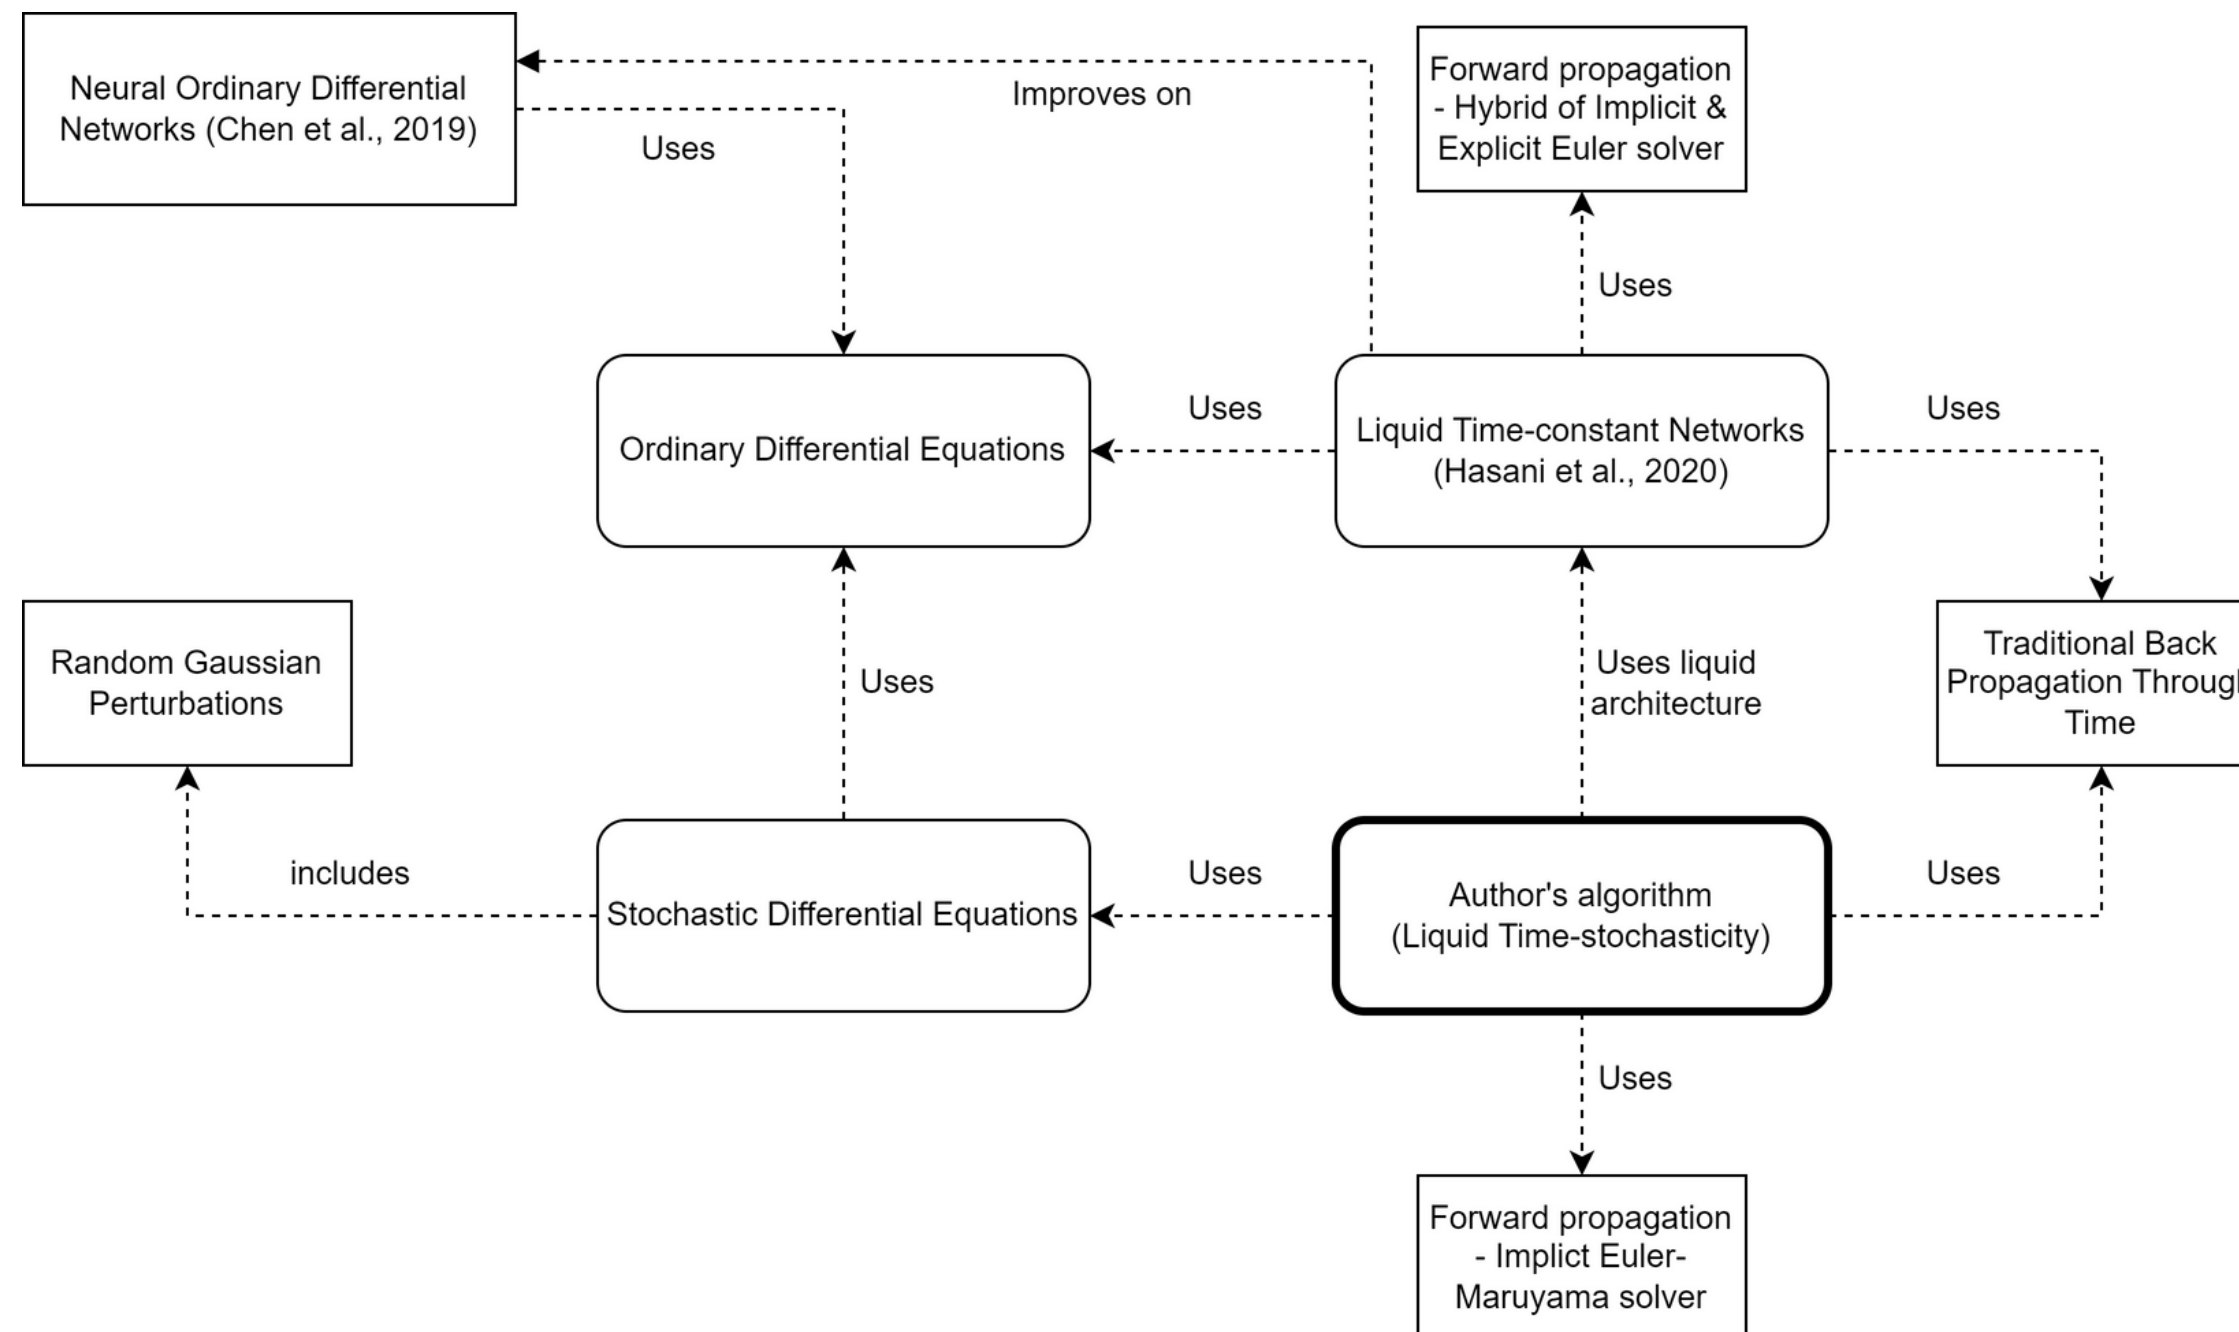 Neural Ordinary Differential
Networks (Chen et al., 2019)
Improves on
Uses
Forward propagation
- Hybrid of Implicit &
Explicit Euler solver
Uses
Ordinary Differential Equations
Uses
Liquid Time-constant Networks
(Hasani et al., 2020)
Uses
Random Gaussian
Perturbations
Uses
Uses liquid
architecture
Traditional Back
Propagation Throug
Time
includes
Stochastic Differential Equations
Uses
Author's algorithm
(Liquid Time-stochasticity)
Uses
Uses
Forward propagation
- Implict Euler-
Maruyama solver